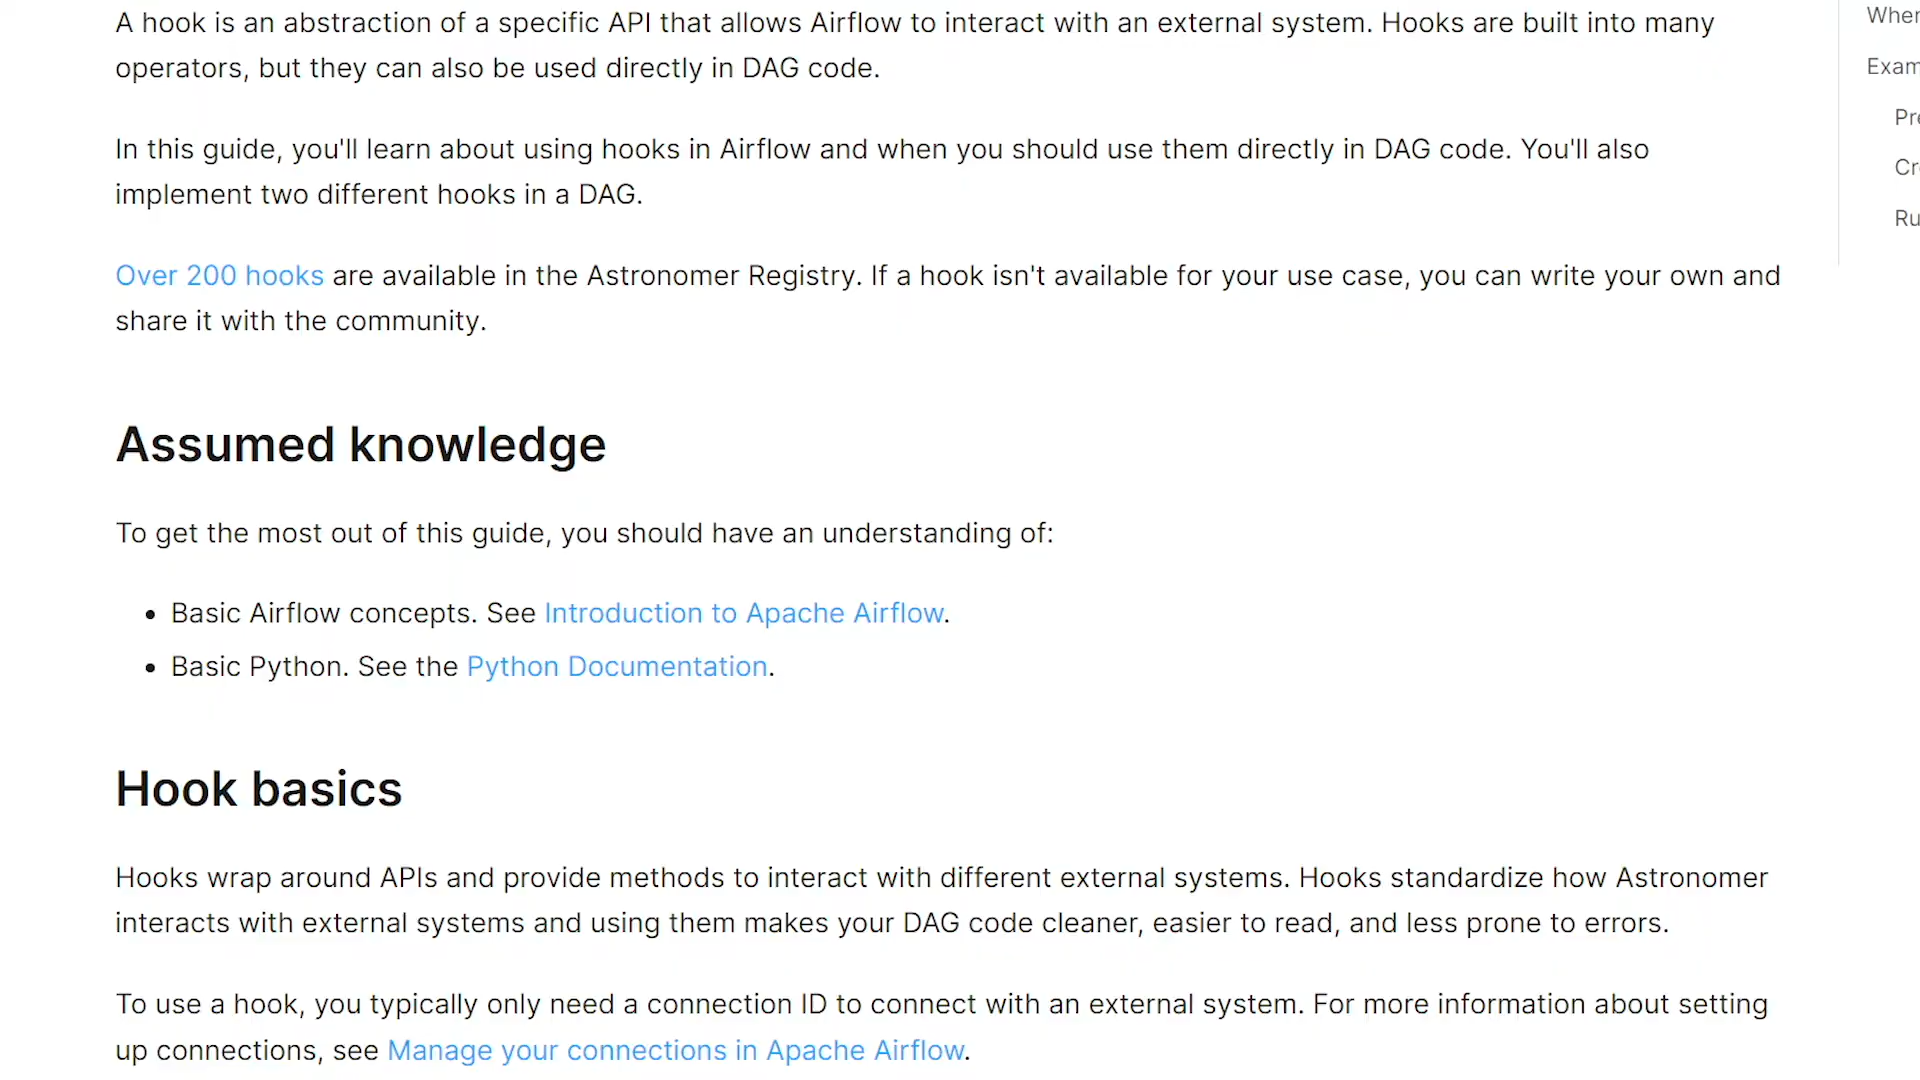 A hook is an abstraction of a specific API that allows Airflow to interact with an external system. Hooks are built into many
operators, but they can also be used directly in DAG code.
In this guide, you'll learn about using hooks in Airflow and when you should use them directly in DAG code. You'll also
implement two different hooks in a DAG.
Over 200 hooks are available in the Astronomer Registry. If a hook isn't available for your use case, you can write your own and
share it with the community.
Assumed knowledge
To get the most out of this guide, you should have an understanding of:
• Basic Airflow concepts. See Introduction to Apache Airflow.
• Basic Python. See the Python Documentation.
Hook basics
Hooks wrap around APIs and provide methods to interact with different external systems. Hooks standardize how Astronomer
interacts with external systems and using them makes your DAG code cleaner, easier to read, and less prone to errors.
To use a hook, you typically only need a connection ID to connect with an external system. For more information about setting
up connections, see Manage your connections in Apache Airflow.